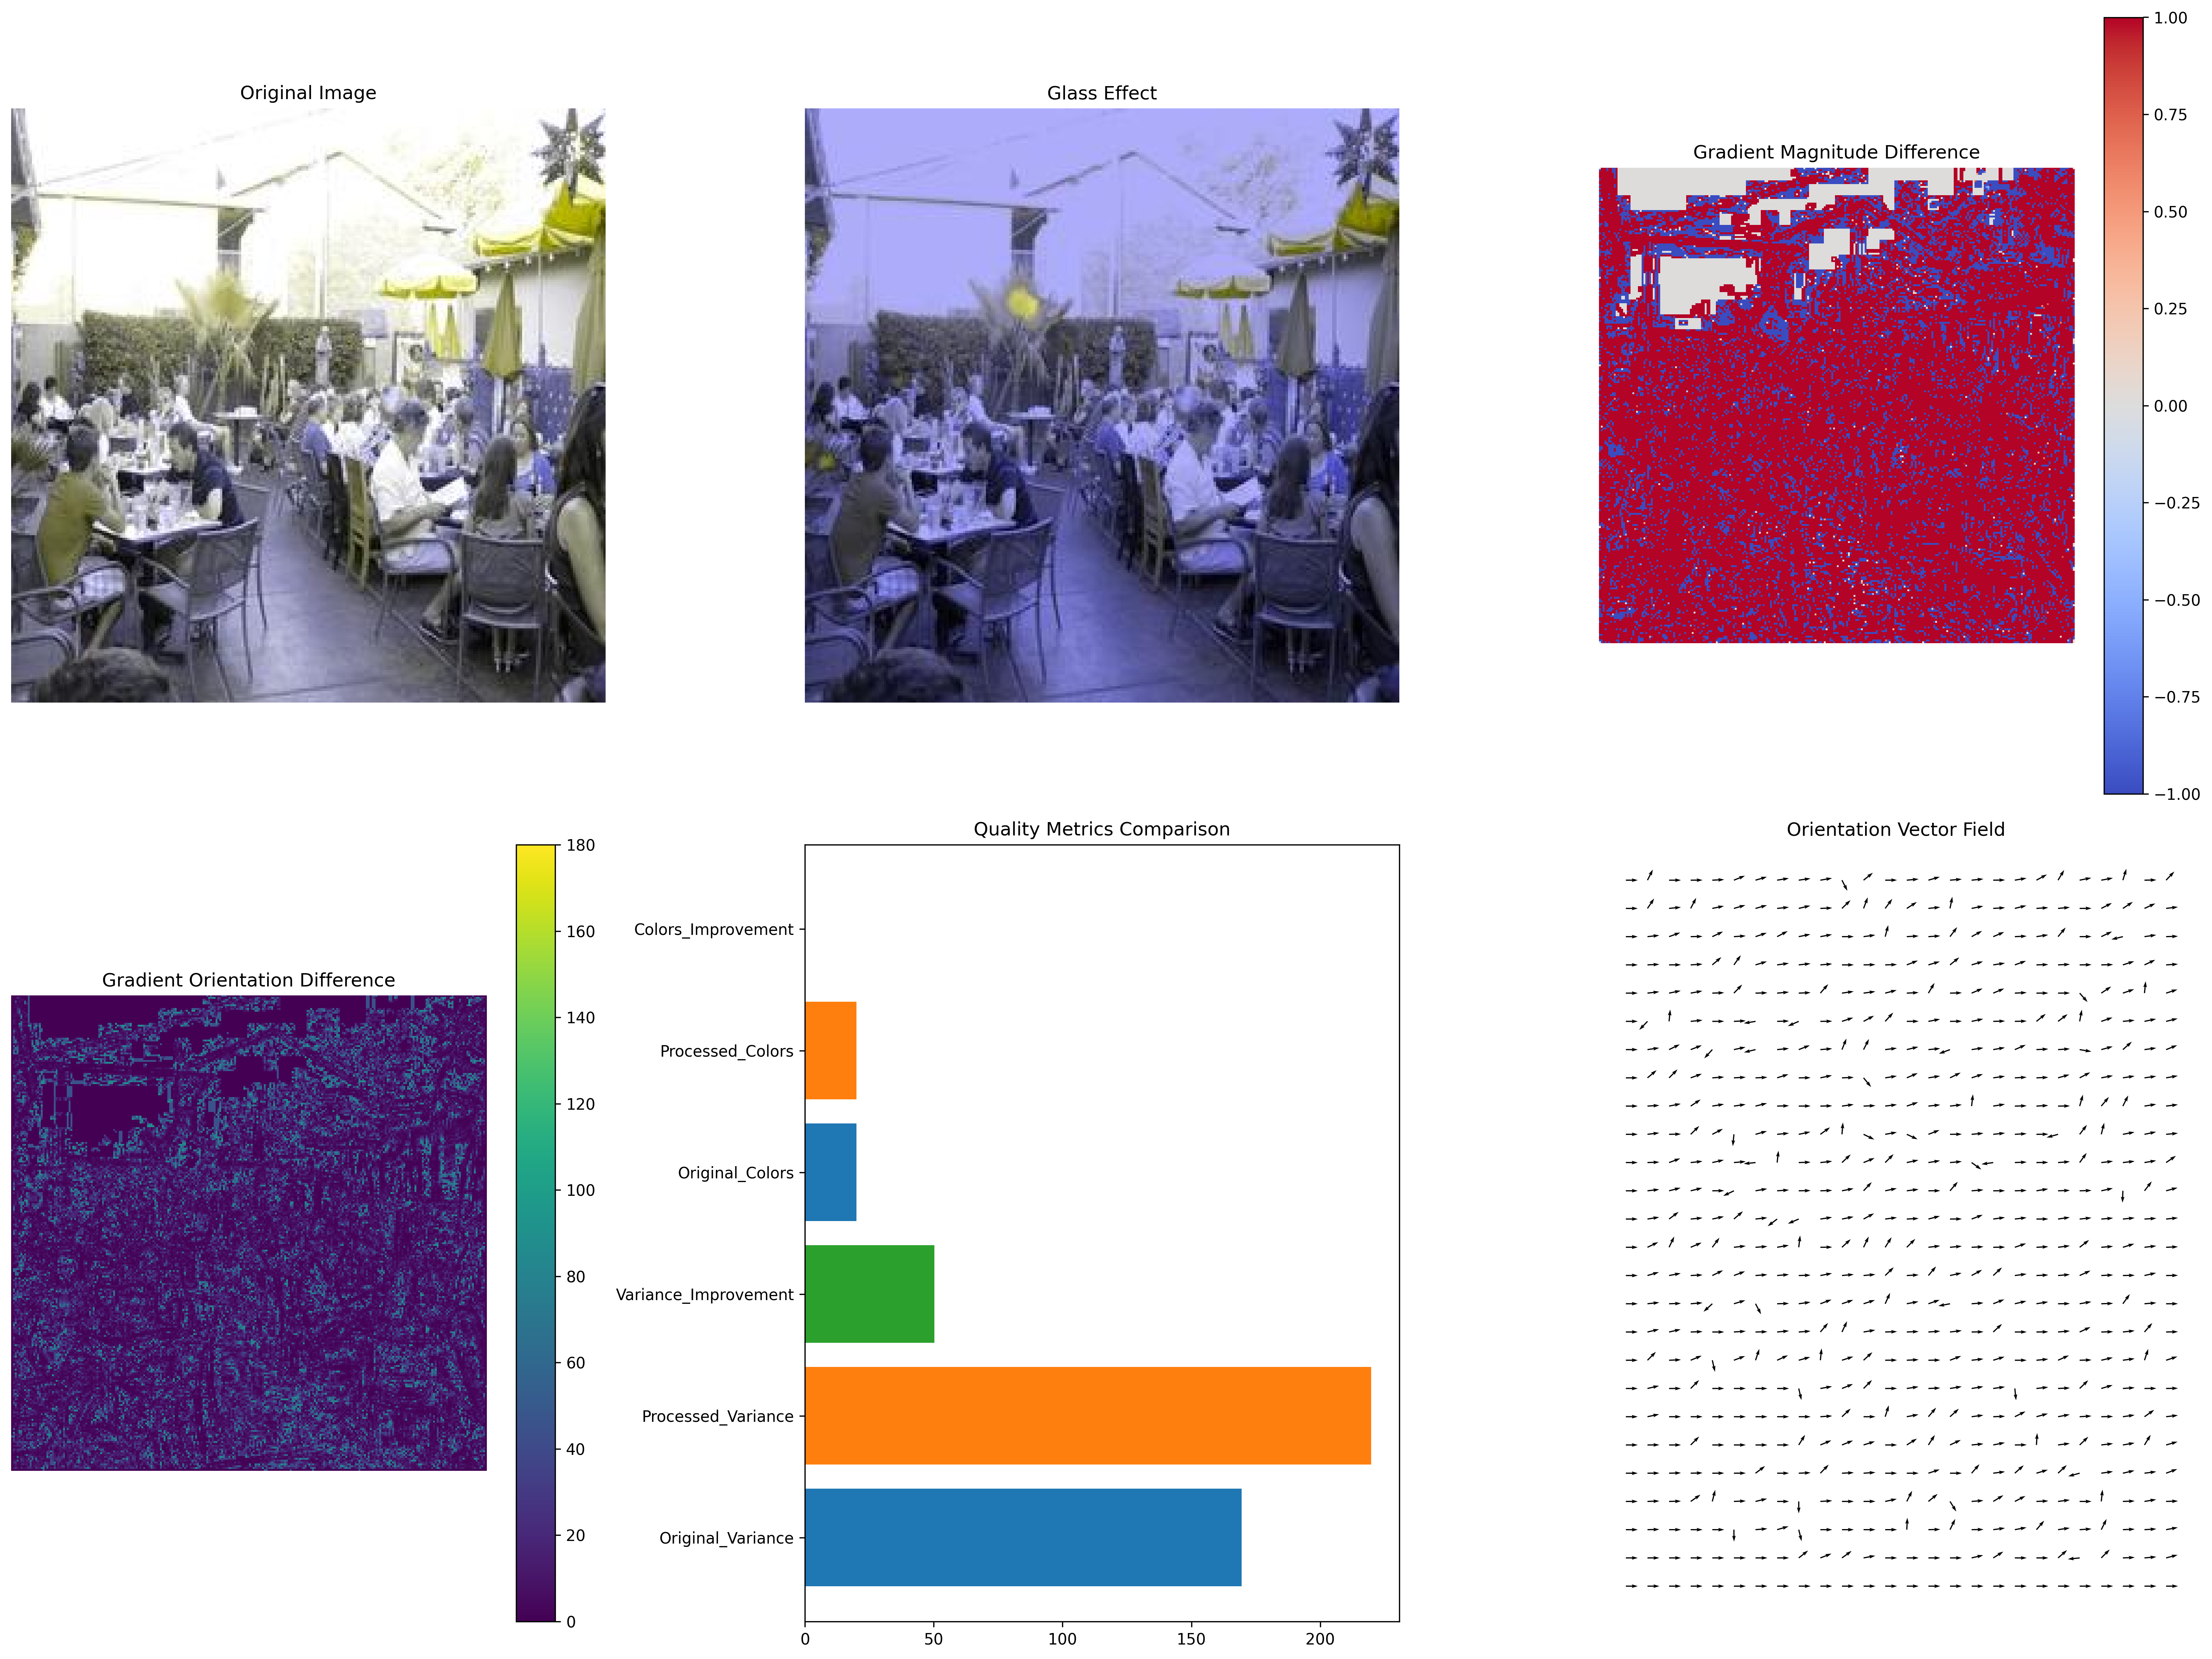 Original Image
Glass Effect
Gradient Magnitude Difference
1.00
0.75
0.50
0.25
0.00
−0.25
−0.50
−0.75
−1.00
Gradient Orientation Difference
180
160
140
120
100
80
60
40
20
0
Quality Metrics Comparison
Colors_Improvement
Processed_Colors
Original_Colors
Variance_Improvement
Processed_Variance
Original_Variance
0 50 100 150 200
Orientation Vector Field